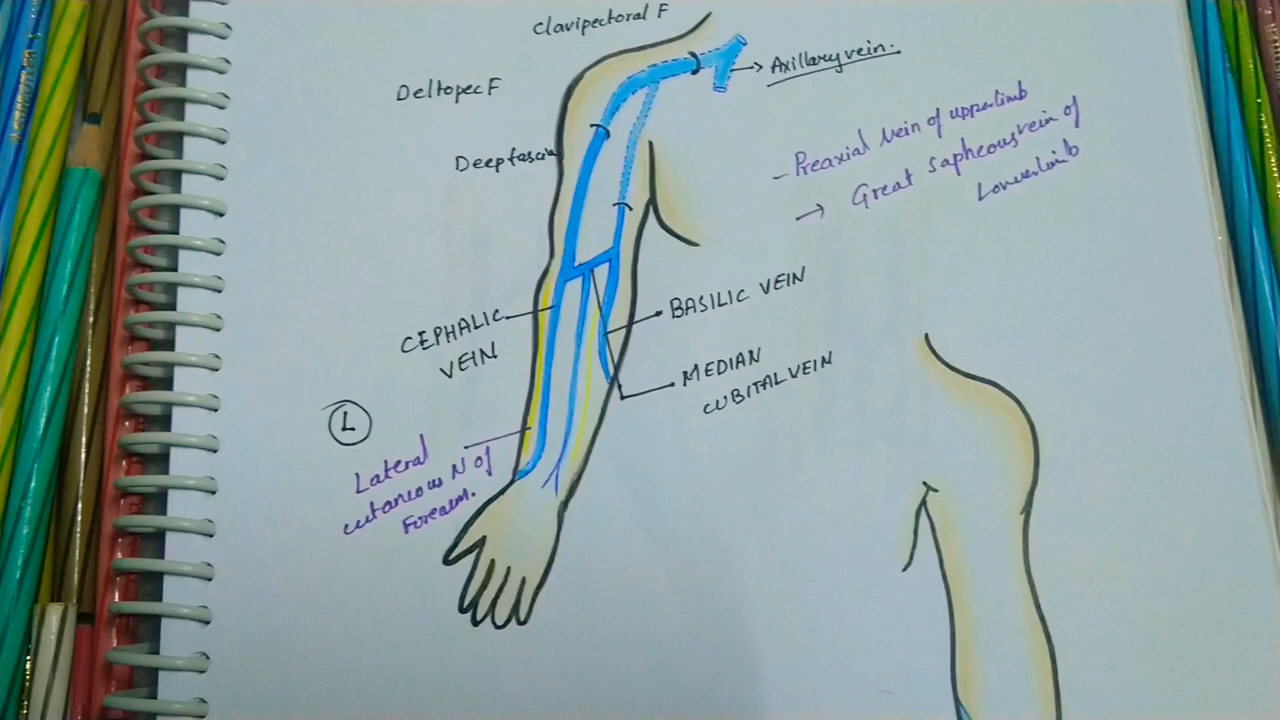 Clavipectoral F
Axillary vein.
Deltopec F
Deepfascia
- Preaxial Vein of upperlimb
→ Great sapheous vein of
Lowerlimb
CEPHALIC
VEIN
BASILIC VEIN
MEDIAN
CUBITAL VEIN
L
Lateral
cutaneous N of
Forearm.